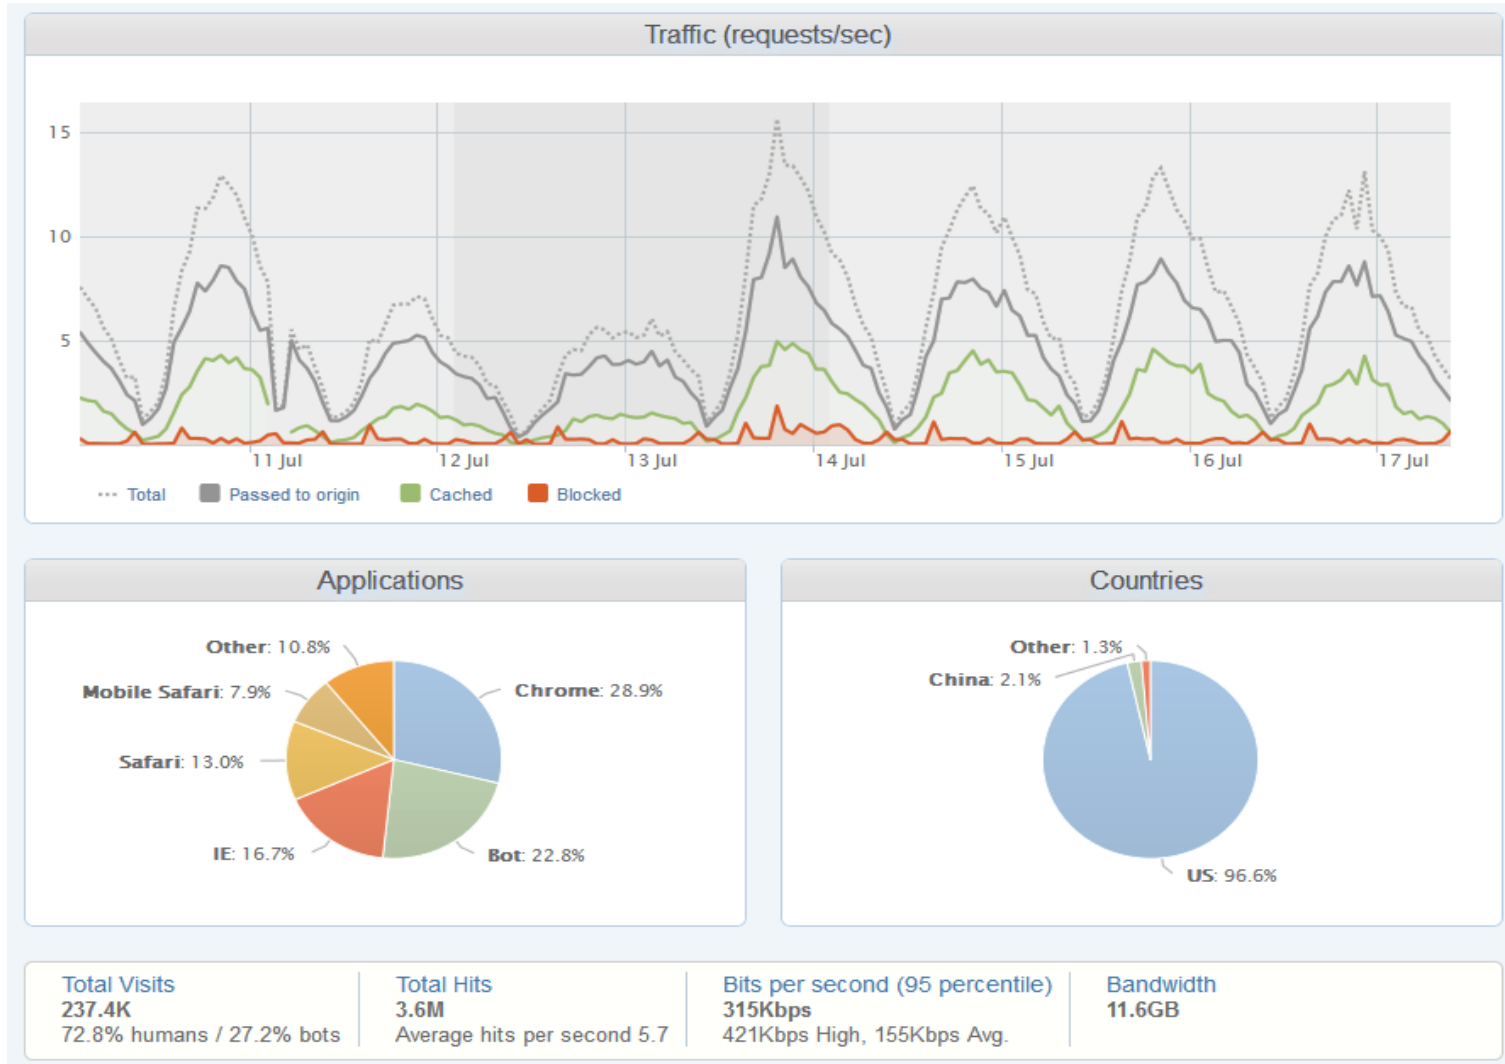 Traffic (requests/sec)
15
10
5
11 Jul 12 Jul 13 Jul 14 Jul 15 Jul 16 Jul 17 Jul
Total Passed to origin Cached Blocked
Applications
Other: 10.8%
Mobile Safari: 7.9%
Chrome: 28.9%
Safari: 13.0%
IE: 16.7%
Bot: 22.8%
Countries
Other: 1.3%
China: 2.1%
US: 96.6%
Total Visits
237.4K
72.8% humans / 27.2% bots
Total Hits
3.6M
Average hits per second 5.7
Bits per second (95 percentile)
315Kbps
421Kbps High, 155Kbps Avg.
Bandwidth
11.6GB